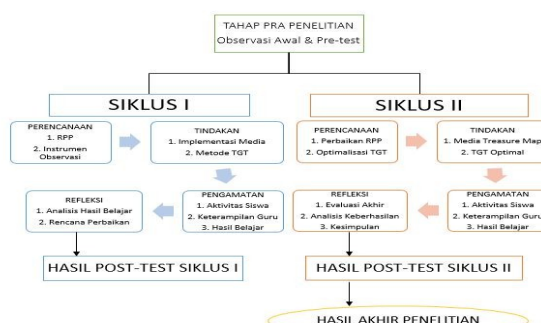 TAHAP PRA PENELITIAN
Observasi Awal & Pre-test
SIKLUS I
PERENCANAAN
1. RPP
2. Instrumen
Observasi
TINDAKAN
1. Implementasi Media
2. Metode TGT
REFLEKSI
1. Analisis Hasil Belajar
2. Rencana Perbaikan
PENGAMATAN
1. Aktivitas Siswa
2. Keterampilan Guru
3. Hasil Belajar
HASIL POST-TEST SIKLUS I
SIKLUS II
PERENCANAAN
1. Perbaikan RPP
2. Optimalisasi TGT
TINDAKAN
1. Media Treasure Map
2. TGT Optimal
REFLEKSI
1. Evaluasi Akhir
2. Analisis Keberhasilan
3. Kesimpulan
PENGAMATAN
1. Aktivitas Siswa
2. Keterampilan Guru
3. Hasil Belajar
HASIL POST-TEST SIKLUS II
HASIL AKHIR PENELITIAN